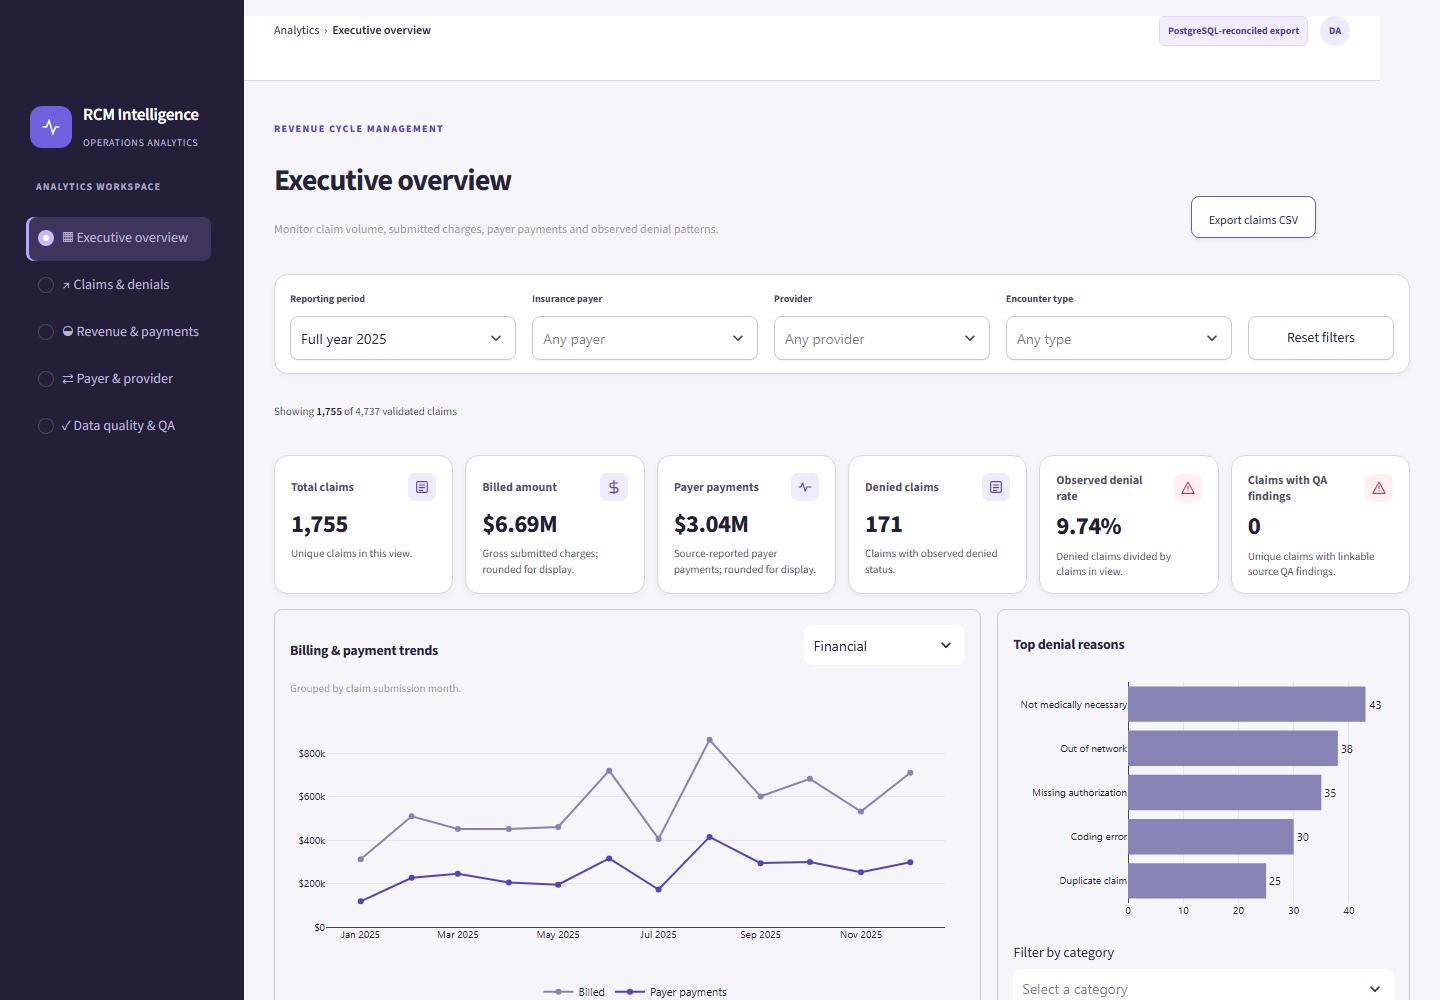 Analytics › Executive overview
PostgreSQL-reconciled export
DA
RCM Intelligence
OPERATIONS ANALYTICS
ANALYTICS WORKSPACE
Executive overview
Claims & denials
Revenue & payments
Payer & provider
Data quality & QA
REVENUE CYCLE MANAGEMENT
Executive overview
Monitor claim volume, submitted charges, payer payments and observed denial patterns.
Export claims CSV
Reporting period
Full year 2025
Insurance payer
Any payer
Provider
Any provider
Encounter type
Any type
Reset filters
Showing 1,755 of 4,737 validated claims
Total claims
1,755
Unique claims in this view.
Billed amount
$6.69M
Gross submitted charges;
rounded for display.
Payer payments
$3.04M
Source-reported payer
payments; rounded for display.
Denied claims
171
Claims with observed denied
status.
Observed denial
rate
9.74%
Denied claims divided by
claims in view.
Claims with QA
findings
0
Unique claims with linkable
source QA findings.
Billing & payment trends
Financial
Grouped by claim submission month.
$800k
$600k
$400k
$200k
$0
Jan 2025
Mar 2025
May 2025
Jul 2025
Sep 2025
Nov 2025
Billed
Payer payments
Top denial reasons
Not medically necessary
43
Out of network
38
Missing authorization
35
Coding error
30
Duplicate claim
25
0
10
20
30
40
Filter by category
Select a category